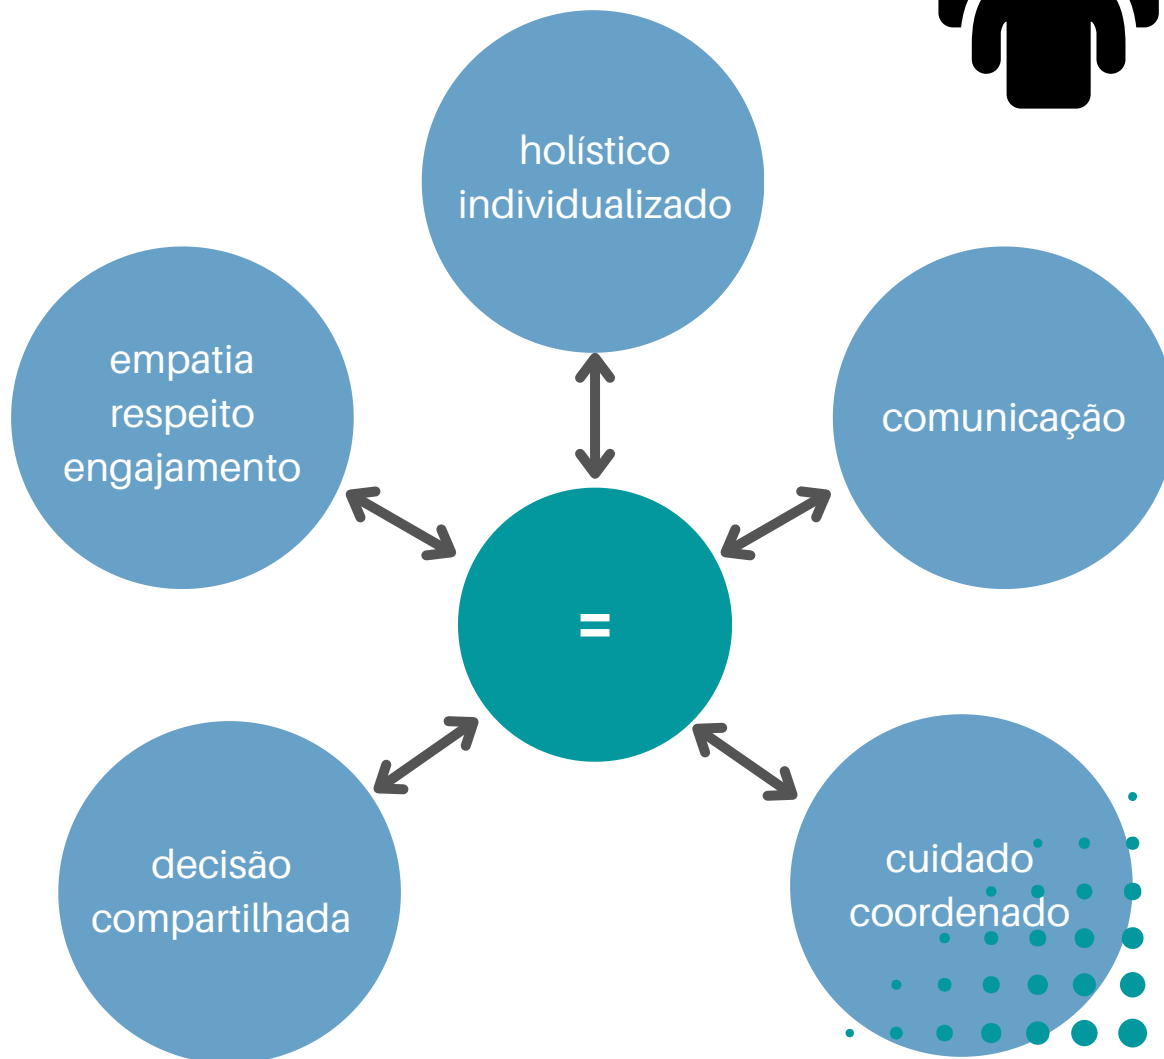 holístico
individualizado
empatia
respeito
engajamento
comunicação
=
decisão
compartilhada
cuidado
coordenado